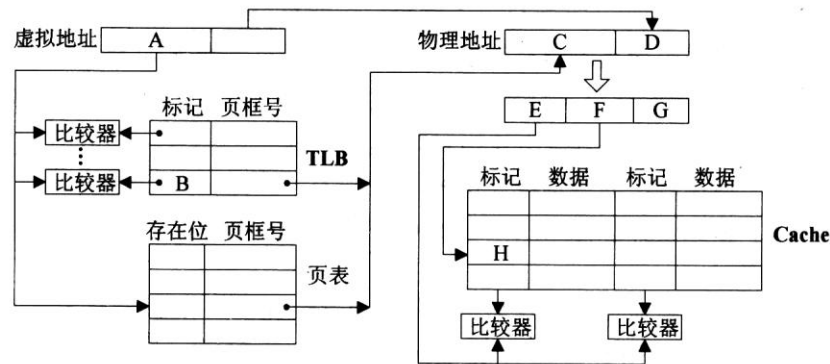 虚拟地址 A 物理地址 C D
E F G
标记 页框号
比较器
TLB
比较器 B
标记 数据 标记 数据
存在位 页框号
Cache
H
页表
比较器 比较器